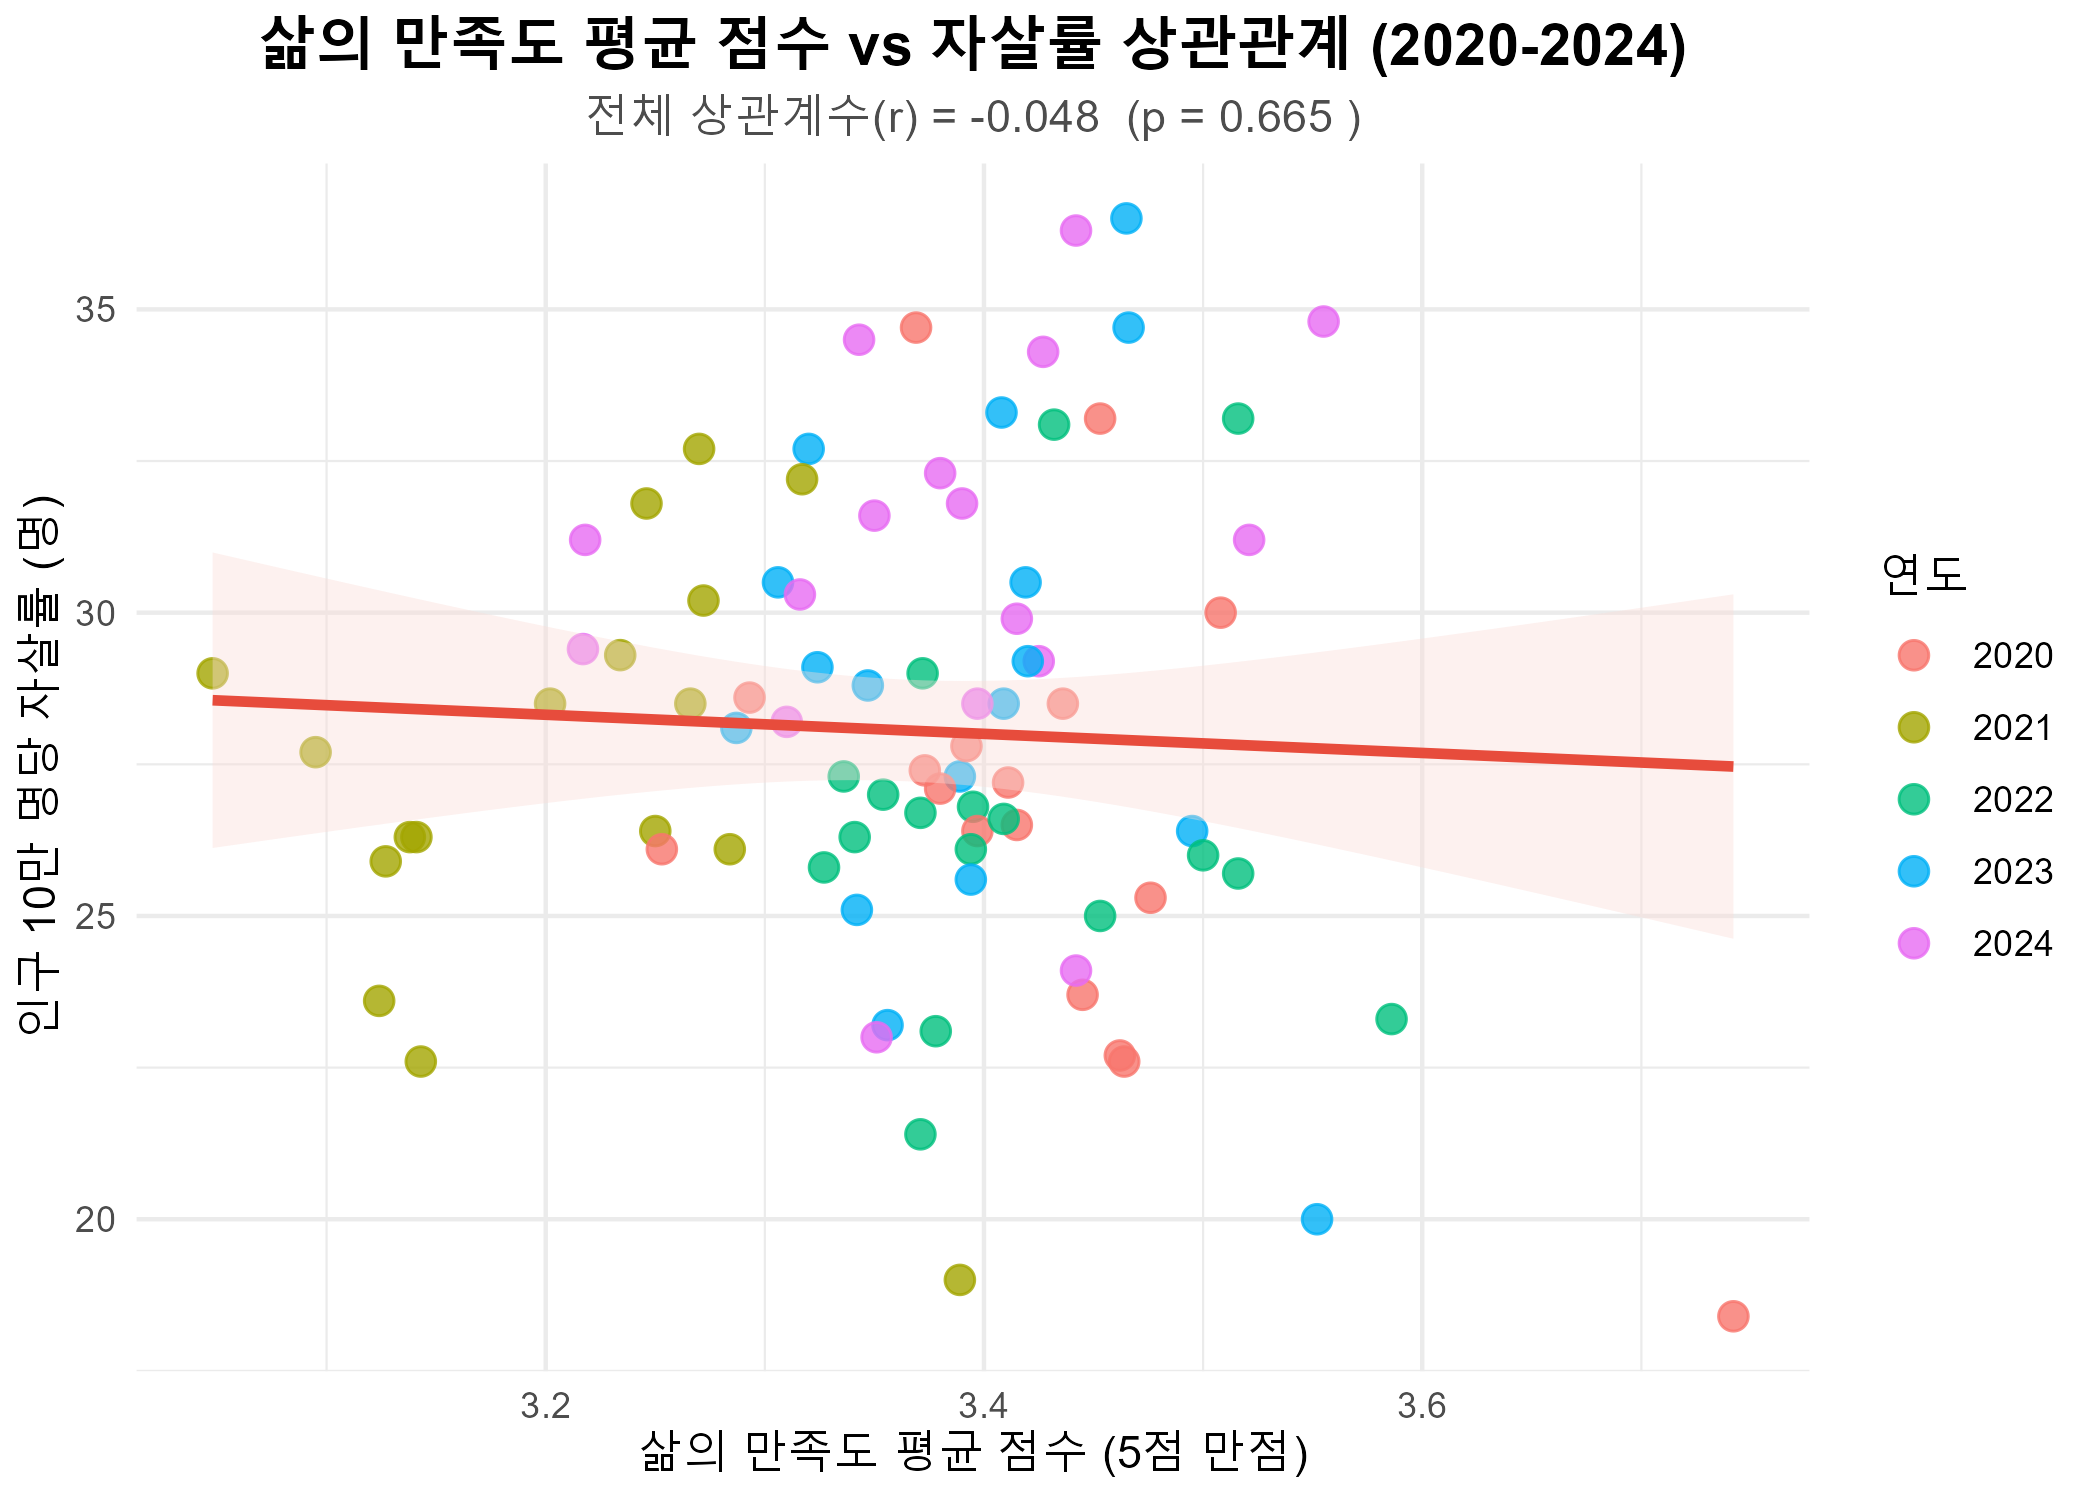 삶의 만족도 평균 점수 vs 자살률 상관관계 (2020-2024)
전체 상관계수(r) = -0.048  (p = 0.665 )
인구 10만 명당 자살률 (명)
35
30
25
20
3.2
3.4
3.6
삶의 만족도 평균 점수 (5점 만점)
연도
2020
2021
2022
2023
2024